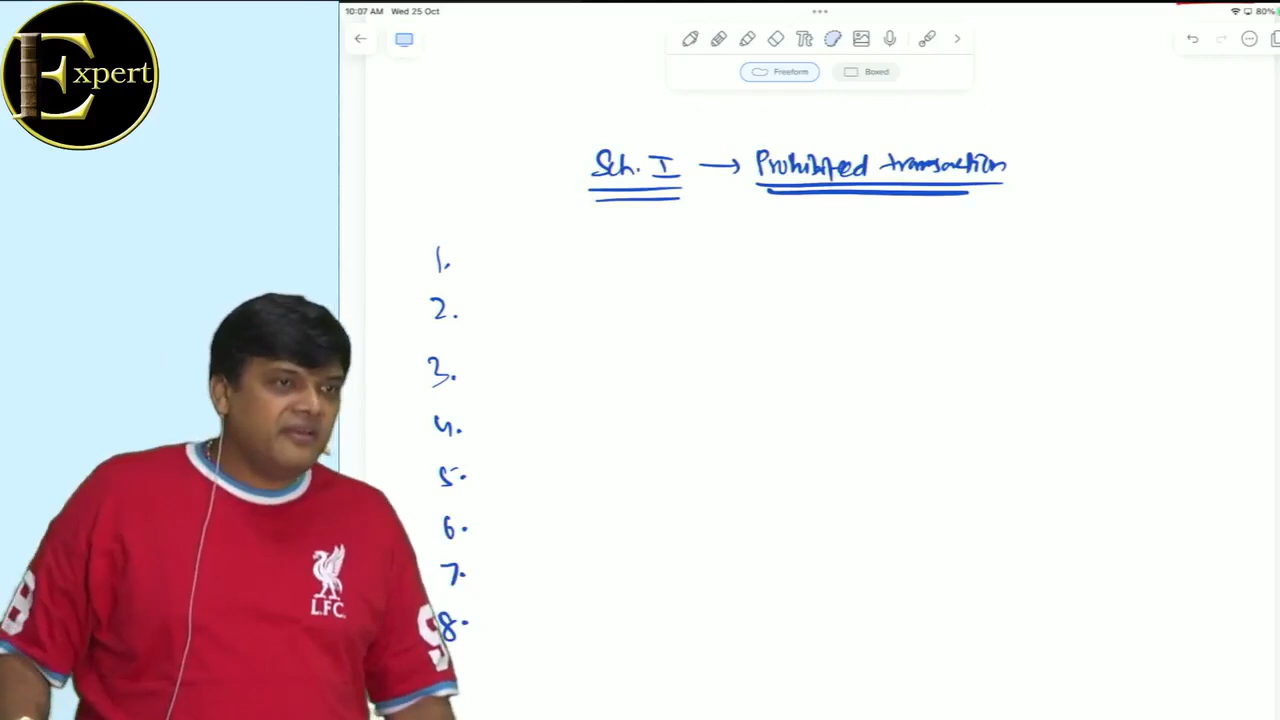 Expert
10:07 AM Wed 25 Oct
80%
Freeform
Boxed
Sch. I → Prohibited transaction
1.
2.
3.
4.
5.
6.
7.
8.
L.F.C.